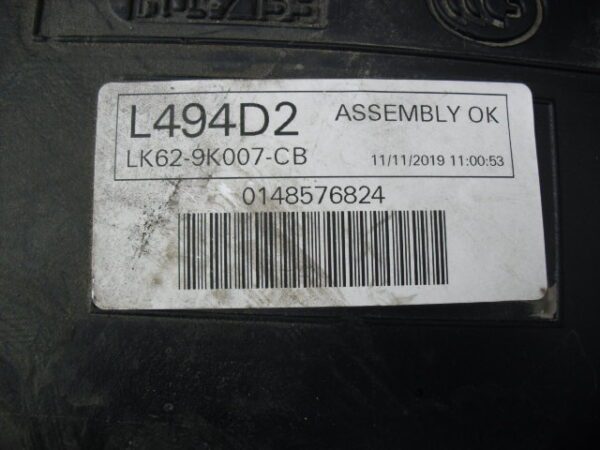 L494D2 ASSEMBLY OK
LK62-9K007-CB 11/11/2019 11:00:53
0148576824